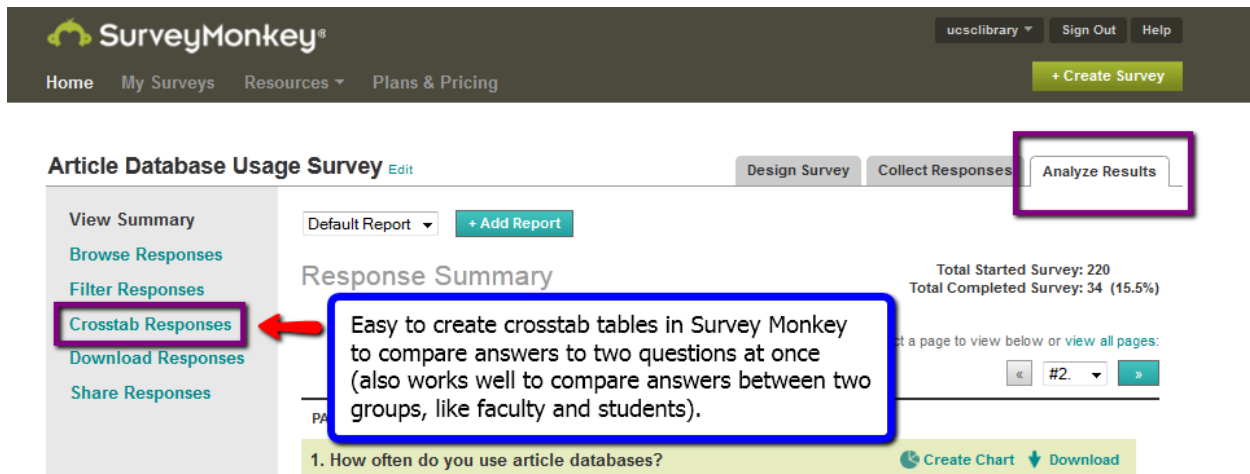 SurveyMonkey®
ucsclibrary Sign Out Help
Home My Surveys Resources Plans & Pricing
+ Create Survey
Article Database Usage Survey Edit
Design Survey Collect Responses Analyze Results
View Summary
Browse Responses
Filter Responses
Crosstab Responses
Download Responses
Share Responses
Default Report + Add Report
Response Summary
Total Started Survey: 220
Total Completed Survey: 34 (15.5%)
Easy to create crosstab tables in Survey Monkey
to compare answers to two questions at once
(also works well to compare answers between two
groups, like faculty and students).
a page to view below or view all pages:
« #2. »
1. How often do you use article databases?
Create Chart Download